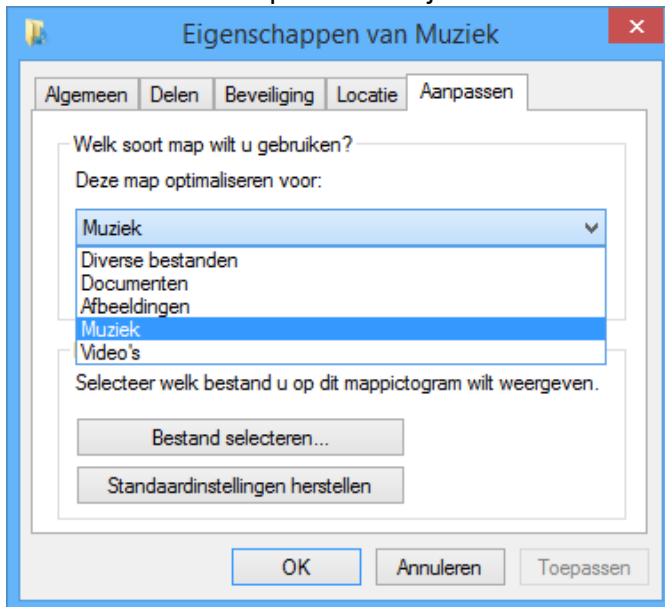 Eigenschappen van Muziek
Algemeen Delen Beveiliging Locatie Aanpassen
Welk soort map wilt u gebruiken?
Deze map optimaliseren voor:
Muziek
Diverse bestanden
Documenten
Afbeeldingen
Muziek
Video's
Selecteer welk bestand u op dit mappictogram wilt weergeven.
Bestand selecteren...
Standaardinstellingen herstellen
OK Annuleren Toepassen